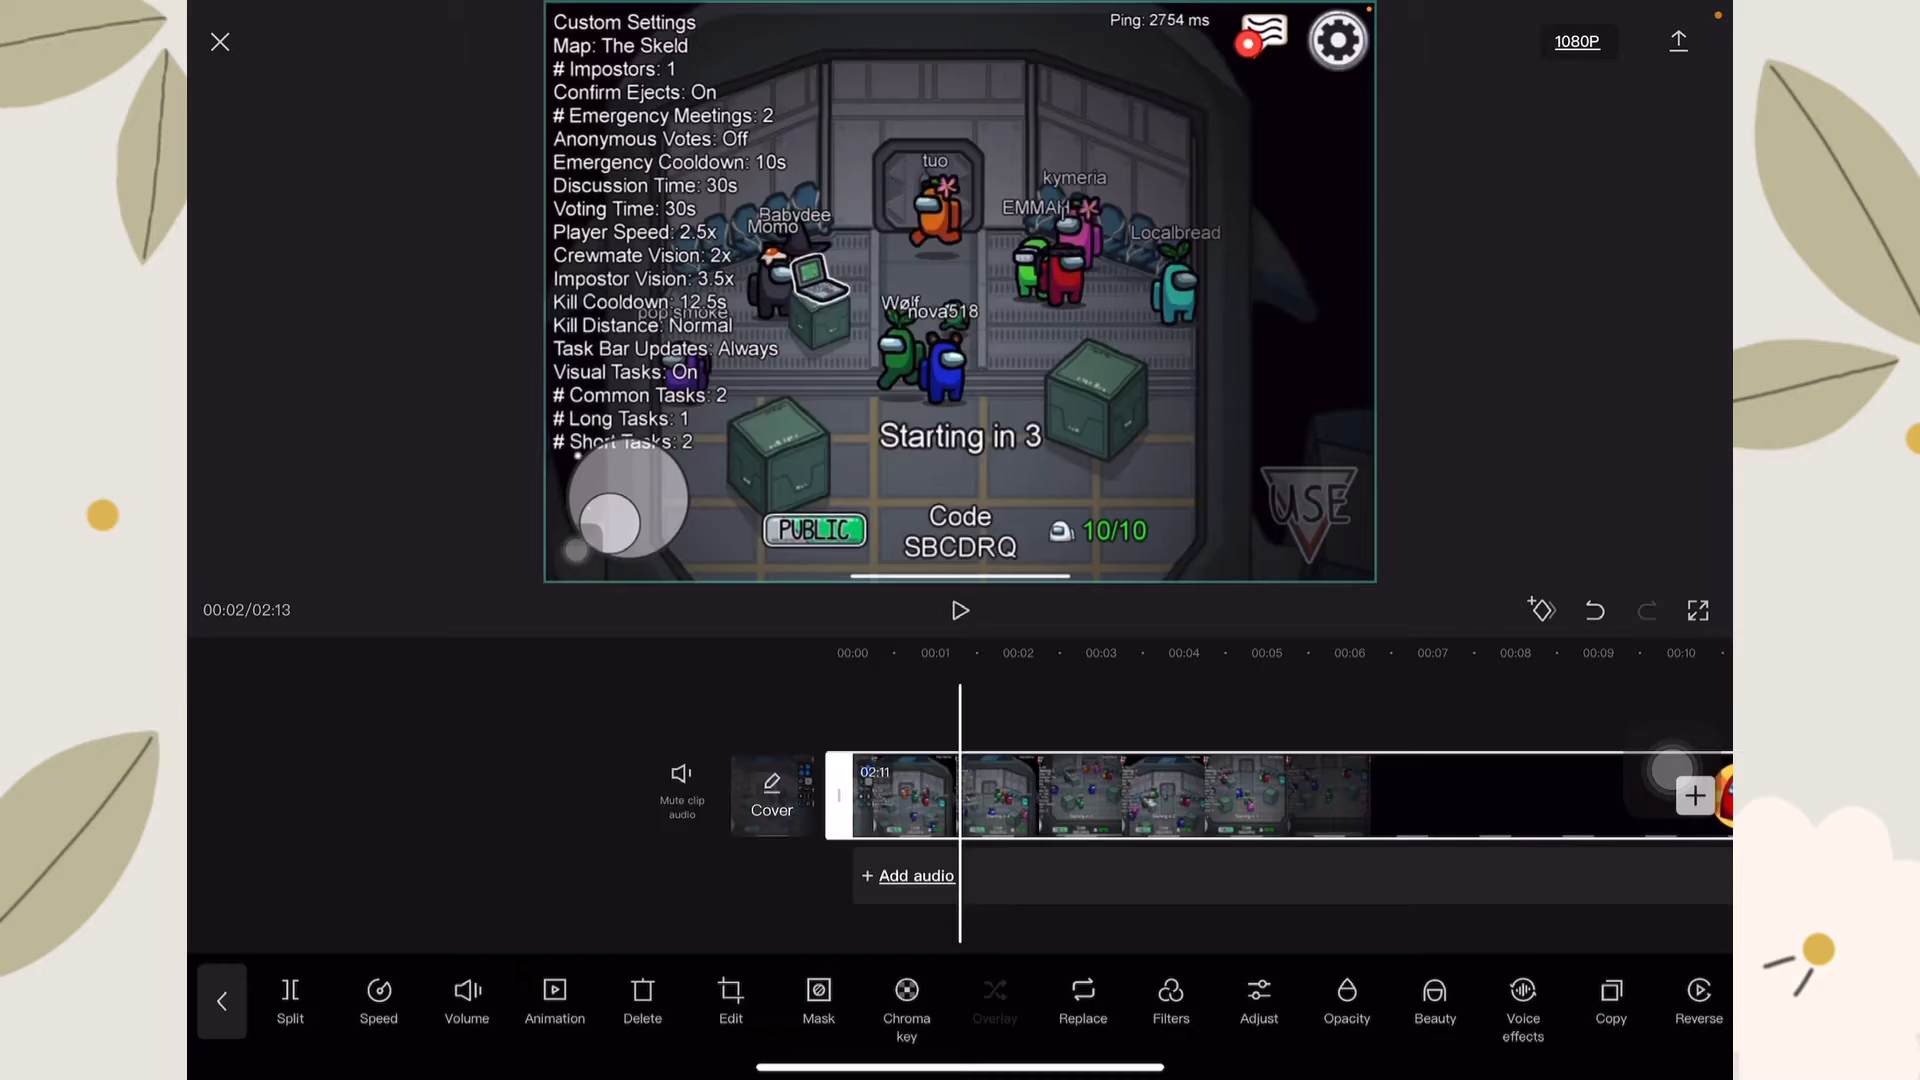 Custom Settings
Map: The Skeld
# Impostors: 1
Confirm Ejects: On
# Emergency Meetings: 2
Anonymous Votes: Off
Emergency Cooldown: 10s
Discussion Time: 30s
Voting Time: 30s
Player Speed: 2.5x
Crewmate Vision: 2x
Impostor Vision: 3.5x
Kill Cooldown: 12.5s
Kill Distance: Normal
Task Bar Updates: Always
Visual Tasks: On
# Common Tasks: 2
# Long Tasks: 1
# Short Tasks: 2
Ping: 2754 ms
1080P
tuo
kymeria
EMMAH
Babydee
Momo
Localbread
Wølf
nova518
pop smoke
Starting in 3
USE
PUBLIC
Code
SBCDRQ
10/10
00:02/02:13
00:00 00:01 00:02 00:03 00:04 00:05 00:06 00:07 00:08 00:09 00:10
Mute clip
audio
Cover
02:11
+ Add audio
Split
Speed
Volume
Animation
Delete
Edit
Mask
Chroma
key
Overlay
Replace
Filters
Adjust
Opacity
Beauty
Voice
effects
Copy
Reverse